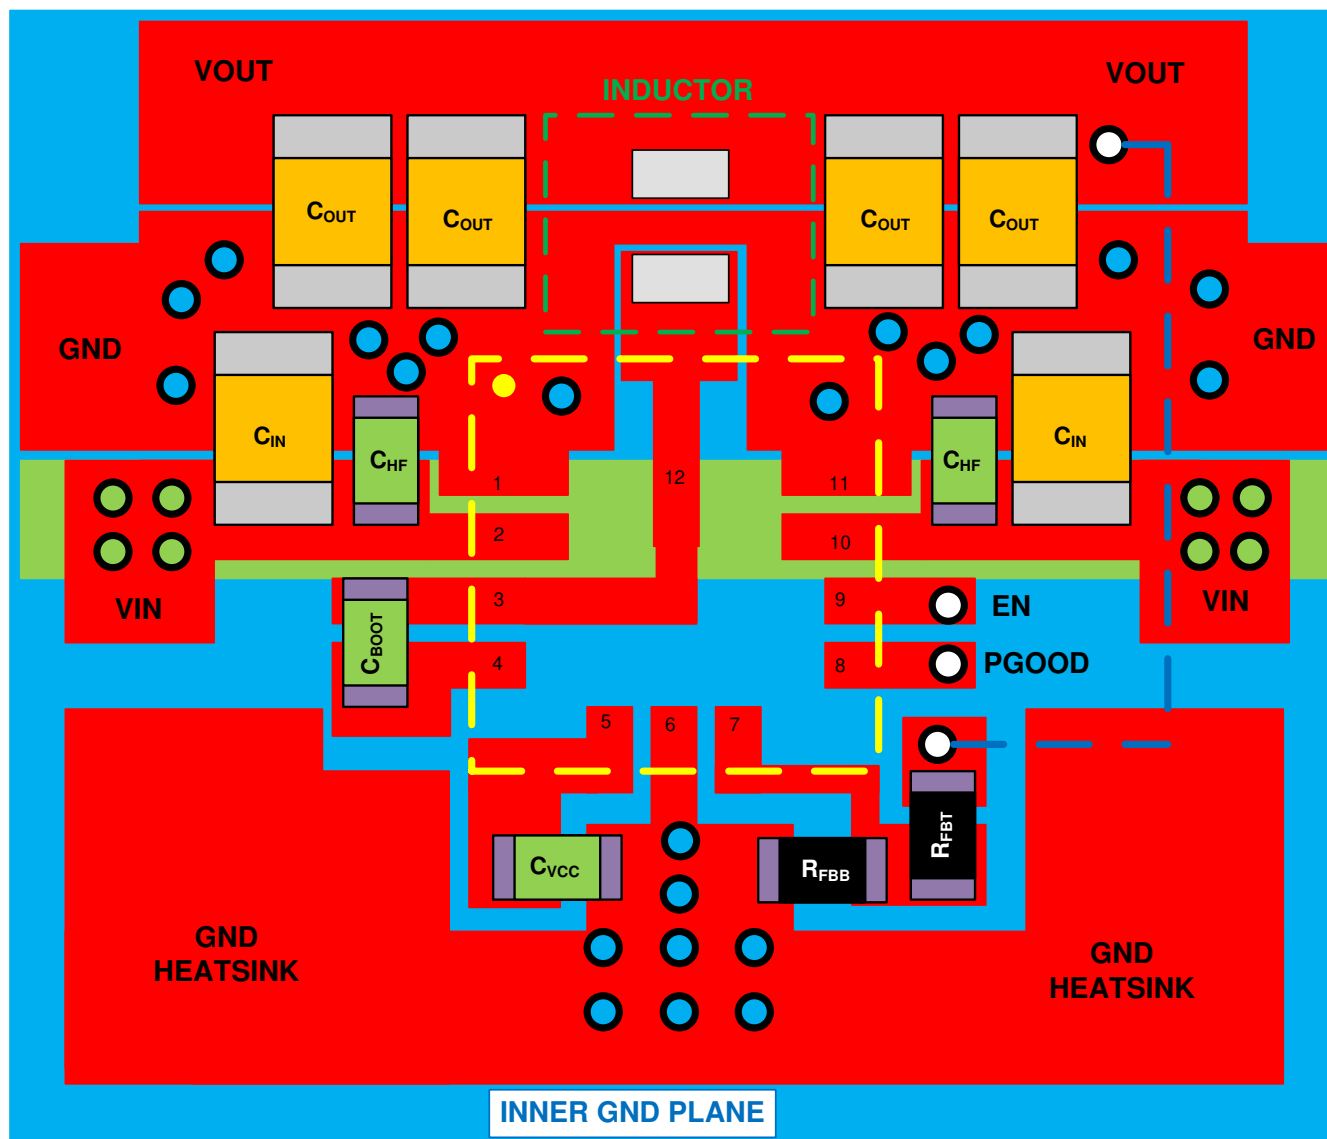 VOUT
VOUT
INDUCTOR
COUT
COUT
COUT
COUT
GND
GND
CIN
CHF
CHF
CIN
1
12
11
2
10
VIN
3
9
EN
VIN
CBOOT
4
8
PGOOD
5
6
7
CVCC
RFBB
RFBT
GND
HEATSINK
GND
HEATSINK
INNER GND PLANE